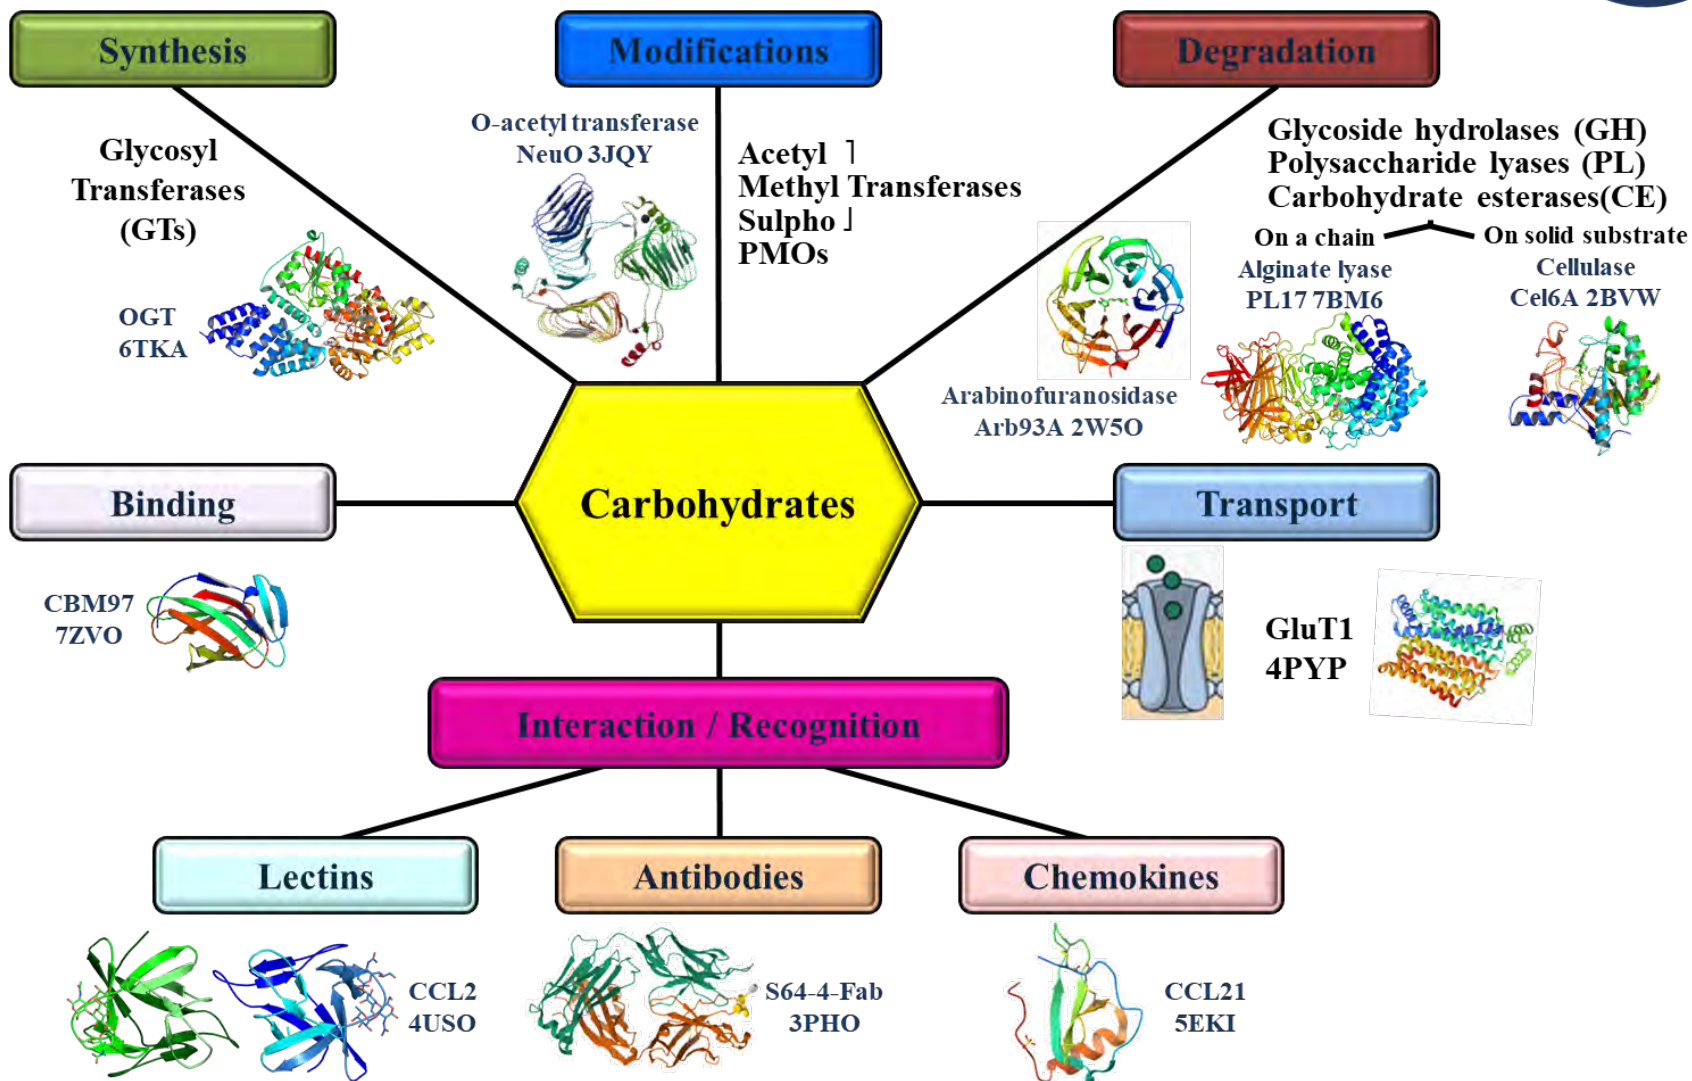 Synthesis
Modifications
Degradation
Glycosyl
Transferases
(GTs)
OGT
6TKA
O-acetyl transferase
NeuO 3JQY
Acetyl ⌉
Methyl Transferases
Sulpho ⌋
PMOs
Glycoside hydrolases (GH)
Polysaccharide lyases (PL)
Carbohydrate esterases(CE)
On a chain
On solid substrate
Alginate lyase
PL17 7BM6
Cellulase
Cel6A 2BVW
Arabinofuranosidase
Arb93A 2W5O
Binding
Carbohydrates
Transport
CBM97
7ZVO
GluT1
4PYP
Interaction / Recognition
Lectins
Antibodies
Chemokines
CCL2
4USO
S64-4-Fab
3PHO
CCL21
5EKI